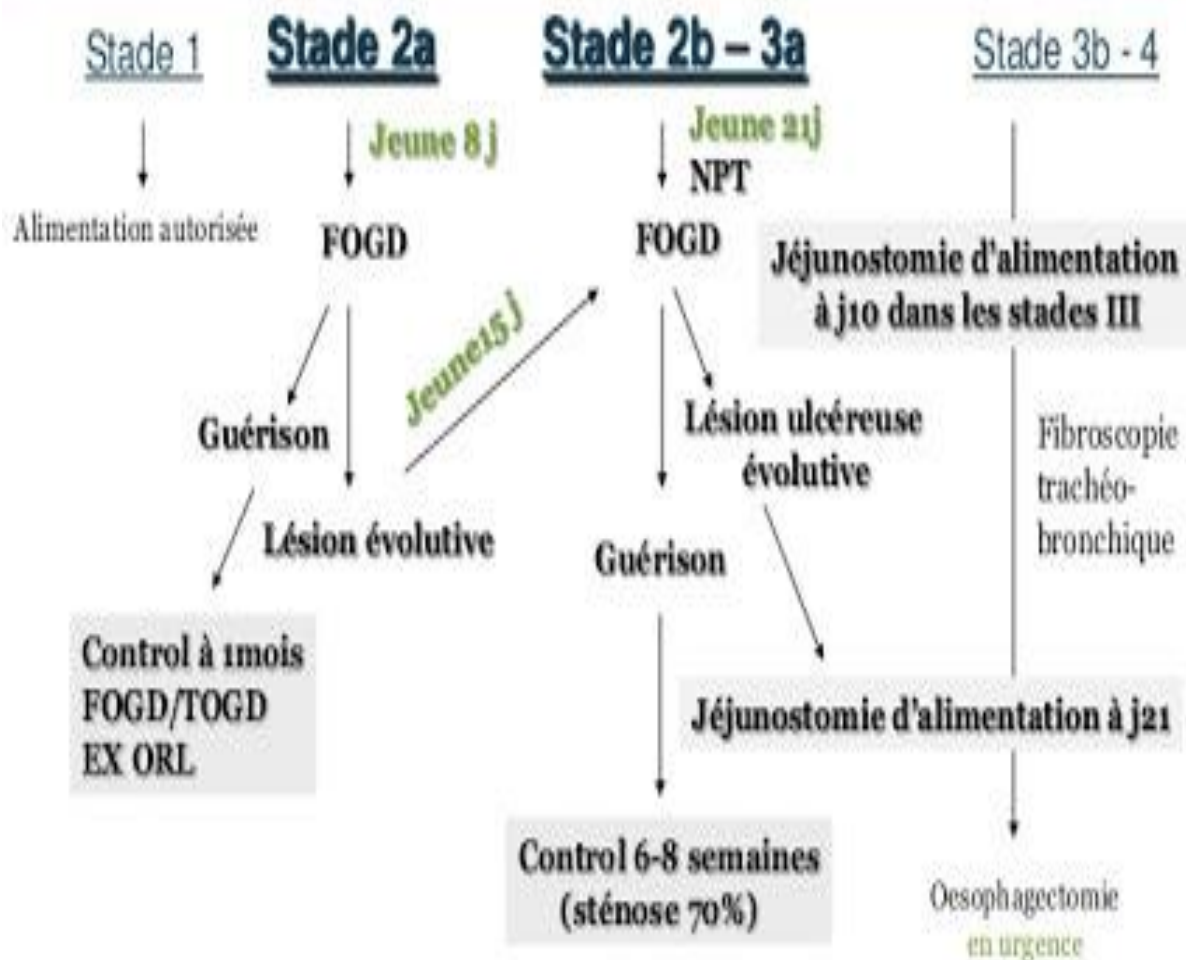 Stade 1
Stade 2a
Stade 2b – 3a
Stade 3b - 4
Jeune 8 j
Jeune 21j
NPT
Alimentation autorisée
FOGD
FOGD
Jéjunostomie d'alimentation
à j10 dans les stades III
Jeune15 j
Guérison
Lésion ulcéreuse
évolutive
Fibroscopie
trachéo-
bronchique
Lésion évolutive
Guérison
Control à 1mois
FOGD/TOGD
EX ORL
Jéjunostomie d'alimentation à j21
Control 6-8 semaines
(sténose 70%)
Oesophagectomie
en urgence